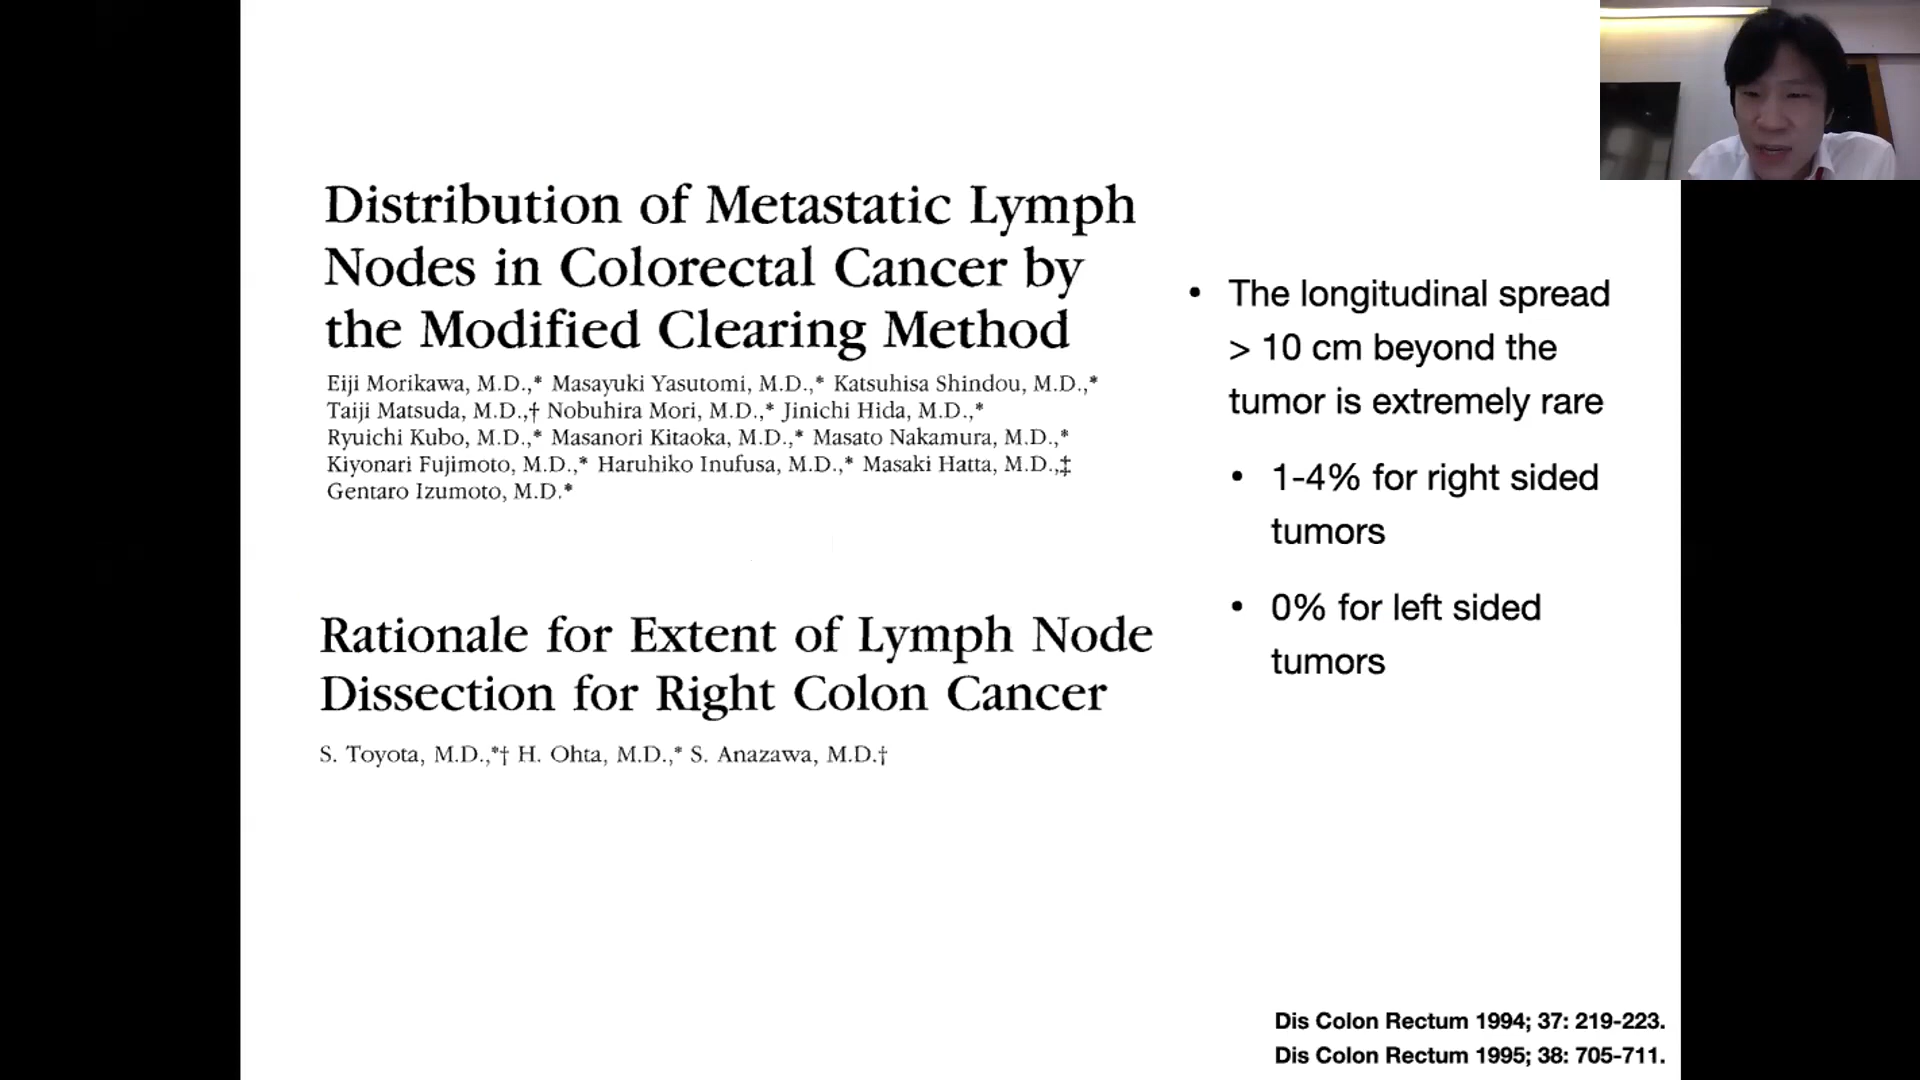 Distribution of Metastatic Lymph
Nodes in Colorectal Cancer by
the Modified Clearing Method
Eiji Morikawa, M.D.,* Masayuki Yasutomi, M.D.,* Katsuhisa Shindou, M.D.,*
Taiji Matsuda, M.D.,† Nobuhira Mori, M.D.,* Jinichi Hida, M.D.,*
Ryuichi Kubo, M.D.,* Masanori Kitaoka, M.D.,* Masato Nakamura, M.D.,*
Kiyonari Fujimoto, M.D.,* Haruhiko Inufusa, M.D.,* Masaki Hatta, M.D.,‡
Gentaro Izumoto, M.D.*
Rationale for Extent of Lymph Node
Dissection for Right Colon Cancer
S. Toyota, M.D.,*† H. Ohta, M.D.,* S. Anazawa, M.D.†
• The longitudinal spread
> 10 cm beyond the
tumor is extremely rare
• 1-4% for right sided
tumors
• 0% for left sided
tumors
Dis Colon Rectum 1994; 37: 219-223.
Dis Colon Rectum 1995; 38: 705-711.